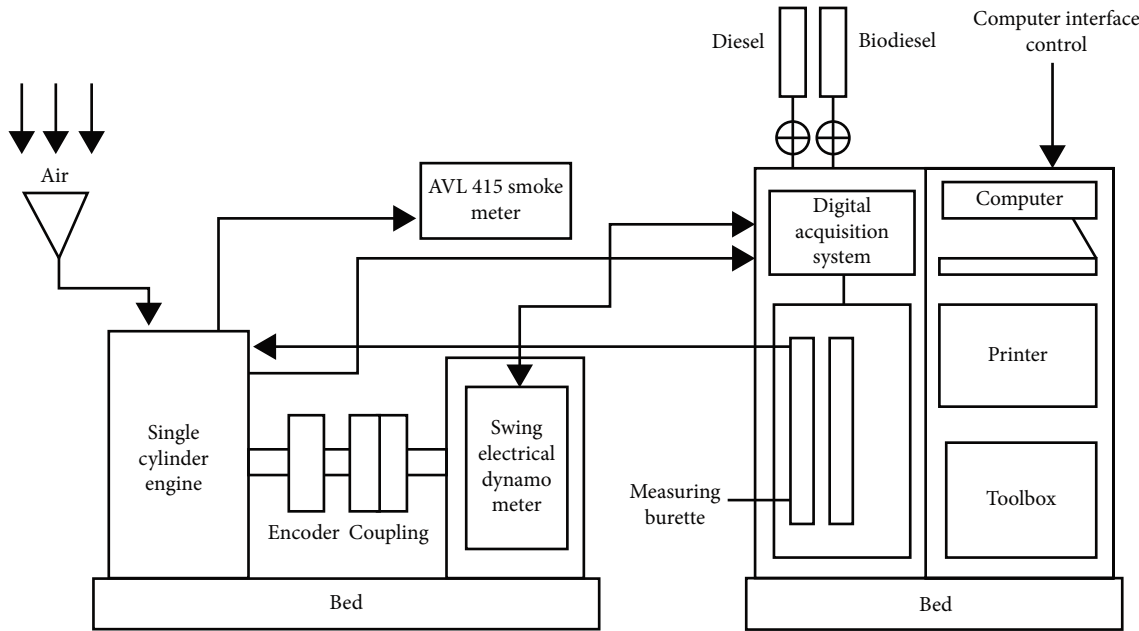 Diesel
Biodiesel
Computer interface
control
Air
AVL 415 smoke
meter
Digital
acquisition
system
Computer
Printer
Single
cylinder
engine
Swing
electrical
dynamo
meter
Encoder
Coupling
Measuring
burette
Toolbox
Bed
Bed